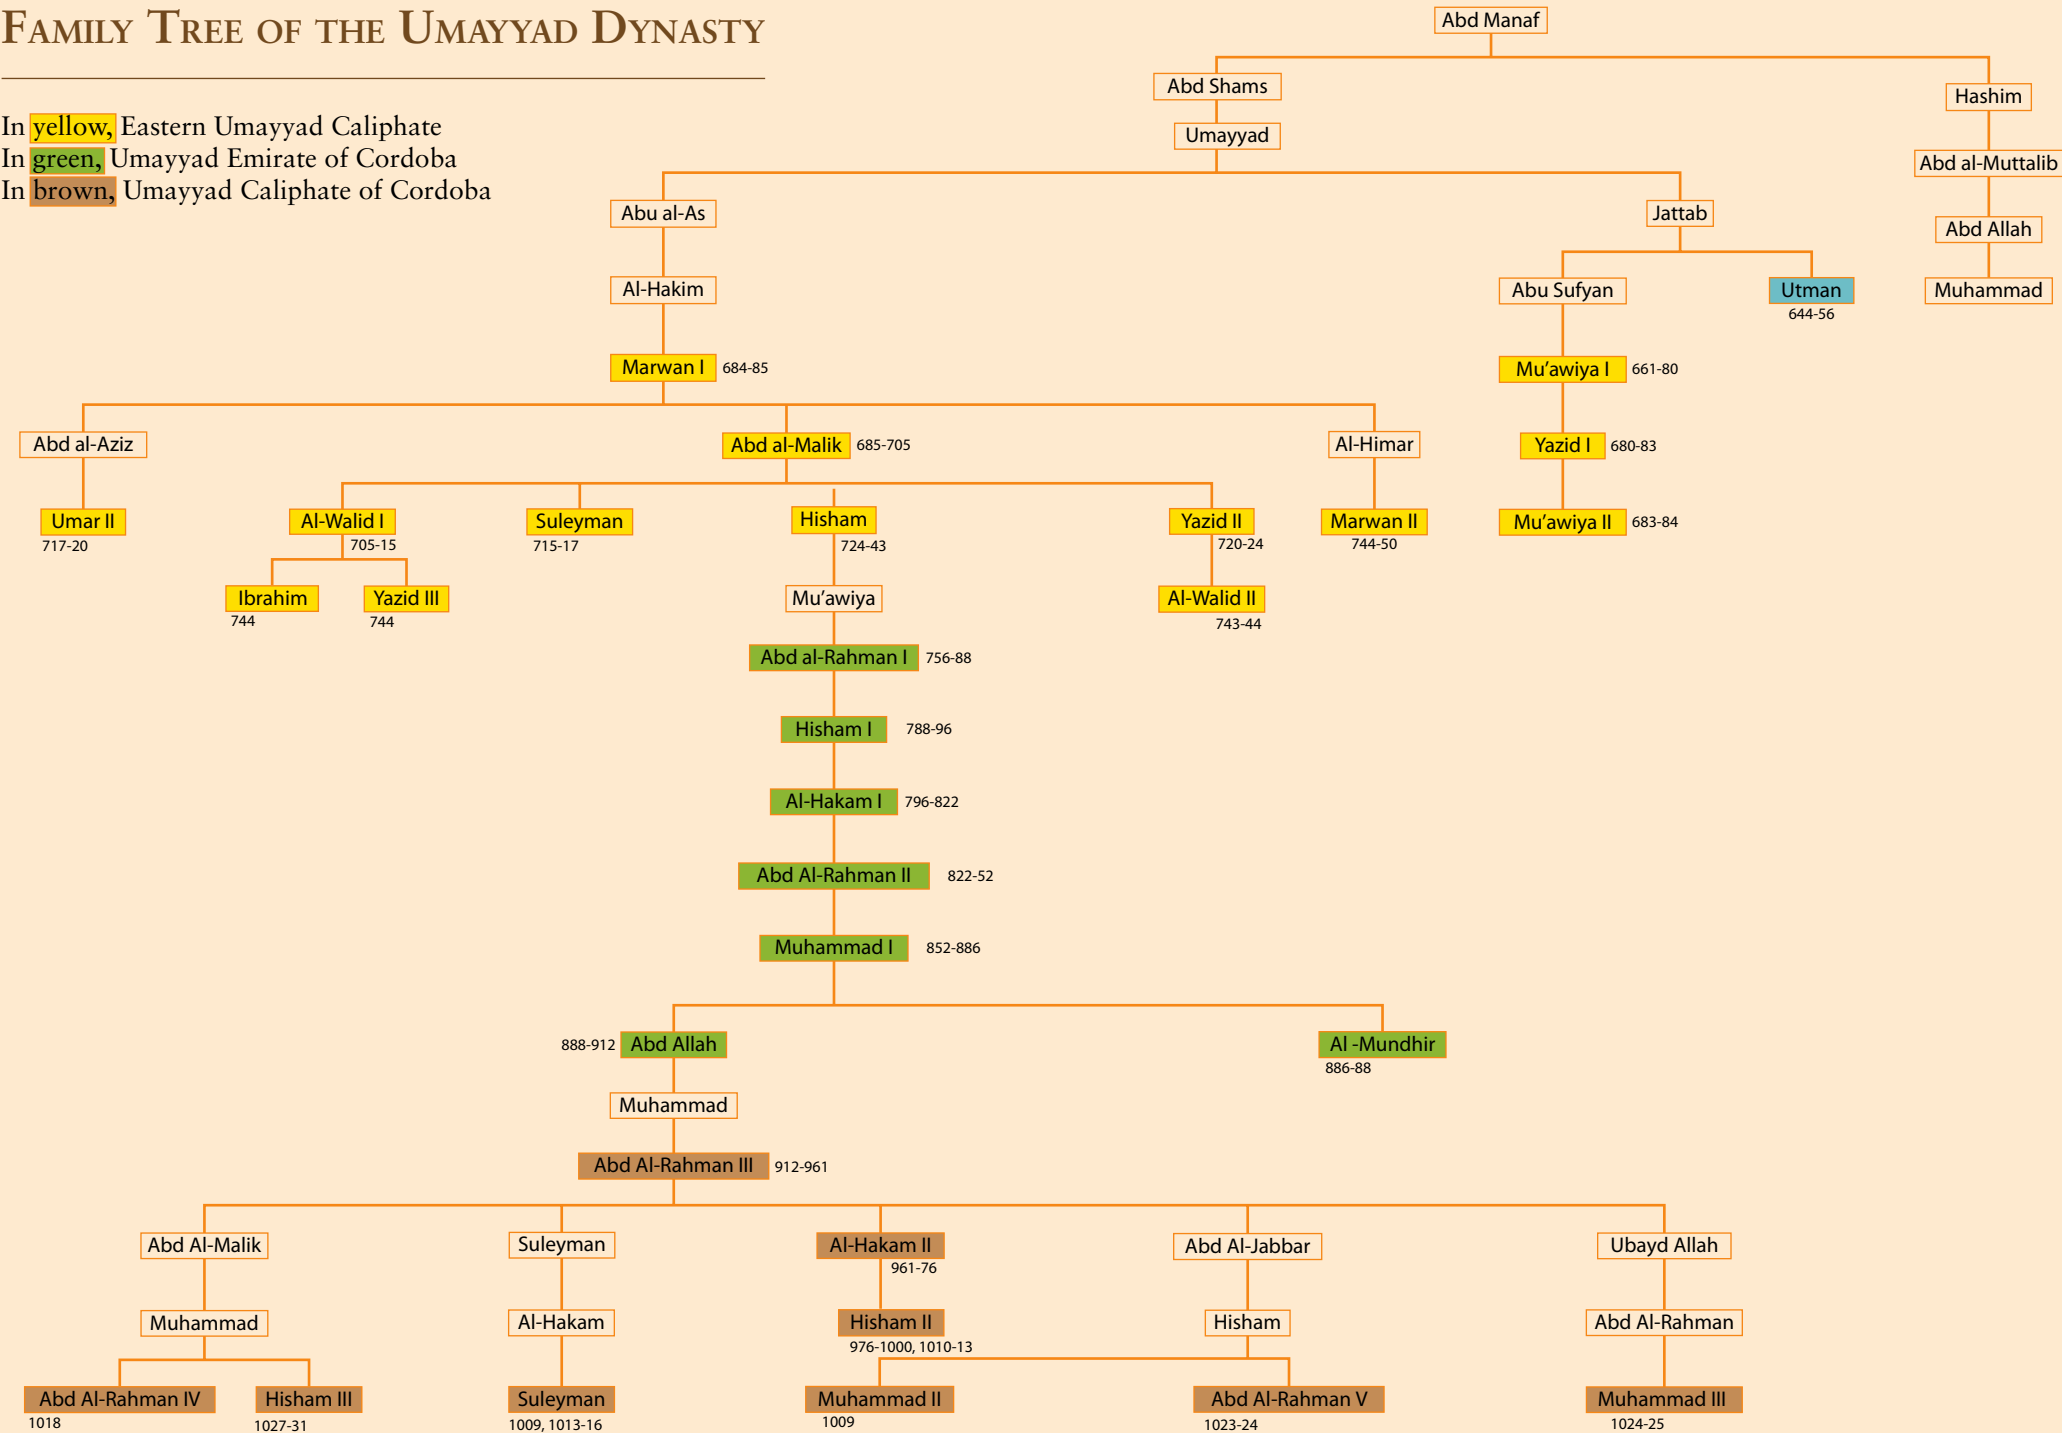 Family Tree of the Umayyad Dynasty
In yellow, Eastern Umayyad Caliphate
In green, Umayyad Emirate of Cordoba
In brown, Umayyad Caliphate of Cordoba
Abd Manaf
Abd Shams
Hashim
Umayyad
Abd al-Muttalib
Abu al-As
Jattab
Abd Allah
Al-Hakim
Abu Sufyan
Utman
644-56
Muhammad
Marwan I 684-85
Mu’awiya I 661-80
Abd al-Aziz
Abd al-Malik 685-705
Al-Himar
Yazid I 680-83
Umar II
717-20
Al-Walid I
705-15
Suleyman
715-17
Hisham
724-43
Yazid II
720-24
Marwan II
744-50
Mu’awiya II 683-84
Ibrahim
744
Yazid III
744
Mu’awiya
Al-Walid II
743-44
Abd al-Rahman I 756-88
Hisham I 788-96
Al-Hakam I 796-822
Abd Al-Rahman II 822-52
Muhammad I 852-886
888-912 Abd Allah
Al -Mundhir
886-88
Muhammad
Abd Al-Rahman III 912-961
Abd Al-Malik
Suleyman
Al-Hakam II
961-76
Abd Al-Jabbar
Ubayd Allah
Muhammad
Al-Hakam
Hisham II
976-1000, 1010-13
Hisham
Abd Al-Rahman
Abd Al-Rahman IV
1018
Hisham III
1027-31
Suleyman
1009, 1013-16
Muhammad II
1009
Abd Al-Rahman V
1023-24
Muhammad III
1024-25